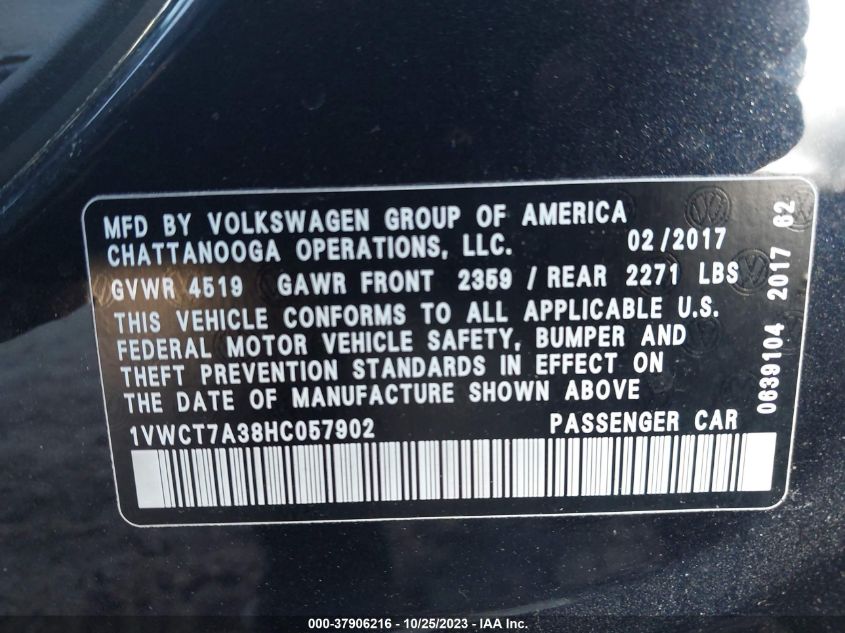 MFD BY VOLKSWAGEN GROUP OF AMERICA
CHATTANOOGA OPERATIONS, LLC. 02/2017
GVWR 4519 GAWR FRONT 2359 / REAR 2271 LBS
THIS VEHICLE CONFORMS TO ALL APPLICABLE U.S.
FEDERAL MOTOR VEHICLE SAFETY, BUMPER AND
THEFT PREVENTION STANDARDS IN EFFECT ON
THE DATE OF MANUFACTURE SHOWN ABOVE
1VWCT7A38HC057902 PASSENGER CAR
0639104 2017 62
000-37906216 - 10/25/2023 - IAA Inc.